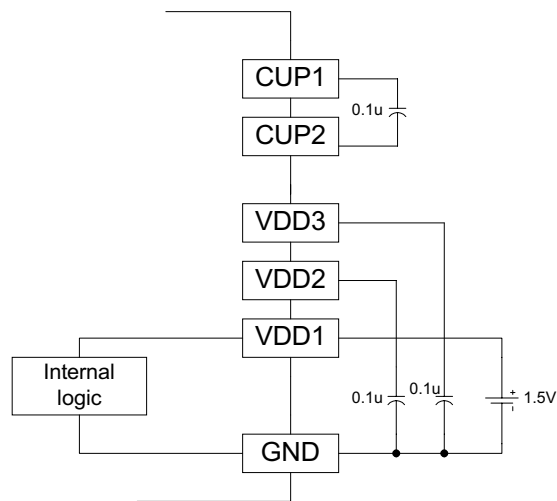 CUP1
0.1u
CUP2
VDD3
VDD2
VDD1
Internal
logic
0.1u
0.1u
+
1.5V
-
GND